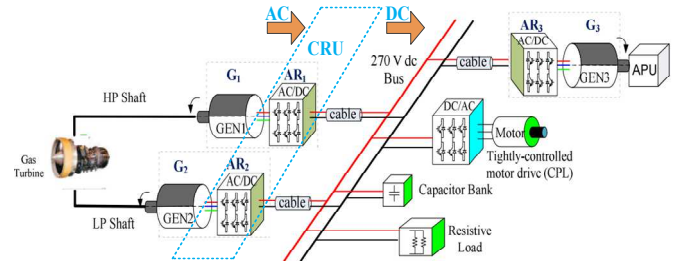 AC
DC
CRU
G1
AR1
AC/DC
HP Shaft
GEN1
cable
Gas
Turbine
G2
AR2
AC/DC
LP Shaft
GEN2
cable
270 V dc
Bus
cable
AR3
AC/DC
G3
GEN3
APU
DC/AC
Motor
Tightly-controlled
motor drive (CPL)
Capacitor Bank
Resistive
Load